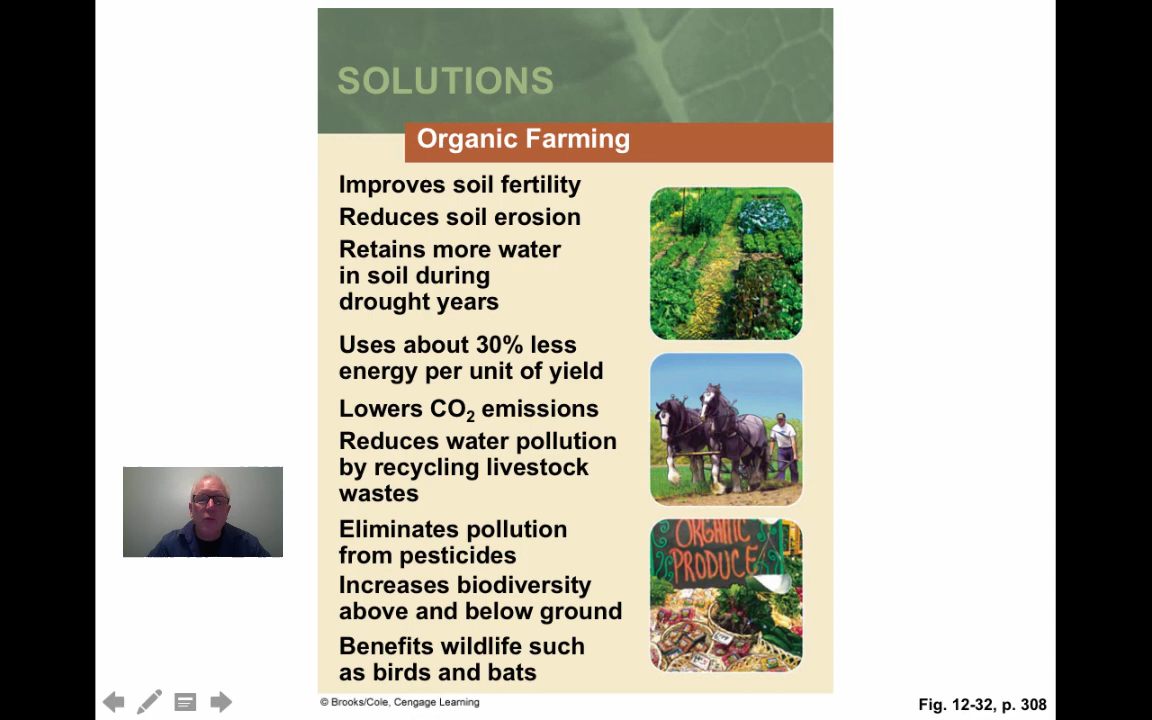 SOLUTIONS
Organic Farming
Improves soil fertility
Reduces soil erosion
Retains more water
in soil during
drought years
Uses about 30% less
energy per unit of yield
Lowers CO2 emissions
Reduces water pollution
by recycling livestock
wastes
Eliminates pollution
from pesticides
Increases biodiversity
above and below ground
Benefits wildlife such
as birds and bats
ORGANIC
PRODUCE
© Brooks/Cole, Cengage Learning
Fig. 12-32, p. 308